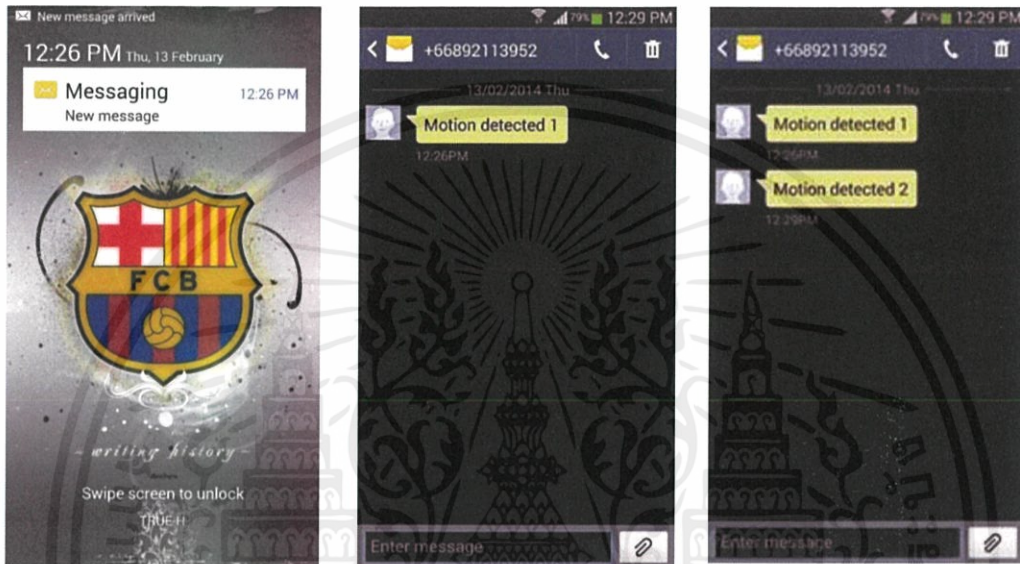 New message arrived
12:26 PM Thu, 13 February
Messaging 12:26 PM
New message
FCB
- writing history -
Swipe screen to unlock
TRUE-H
79% 12:29 PM
+66892113952
13/02/2014 Thu
Motion detected 1
12:26PM
Enter message
79% 12:29 PM
+66892113952
13/02/2014 Thu
Motion detected 1
12:26PM
Motion detected 2
12:29PM
Enter message